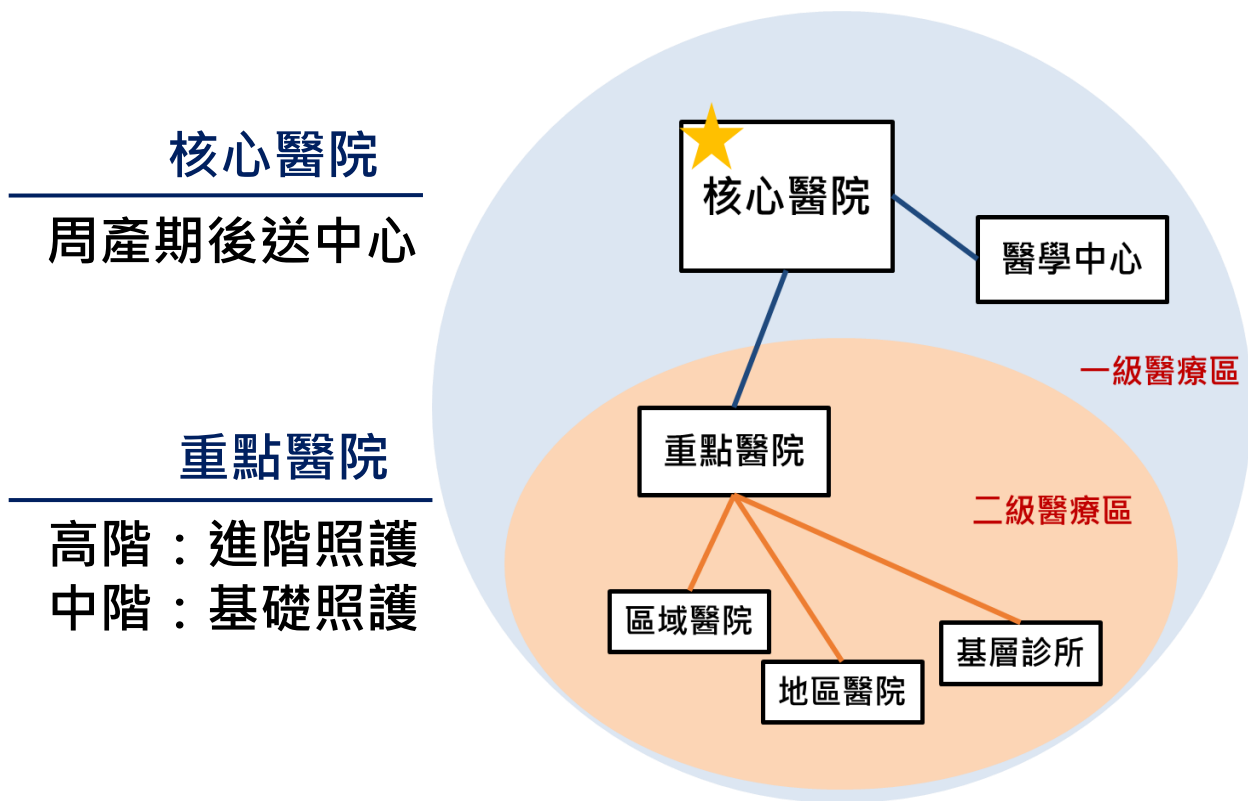 核心醫院
周產期後送中心
重點醫院
高階：進階照護
中階：基礎照護
核心醫院
醫學中心
一級醫療區
重點醫院
二級醫療區
區域醫院
地區醫院
基層診所